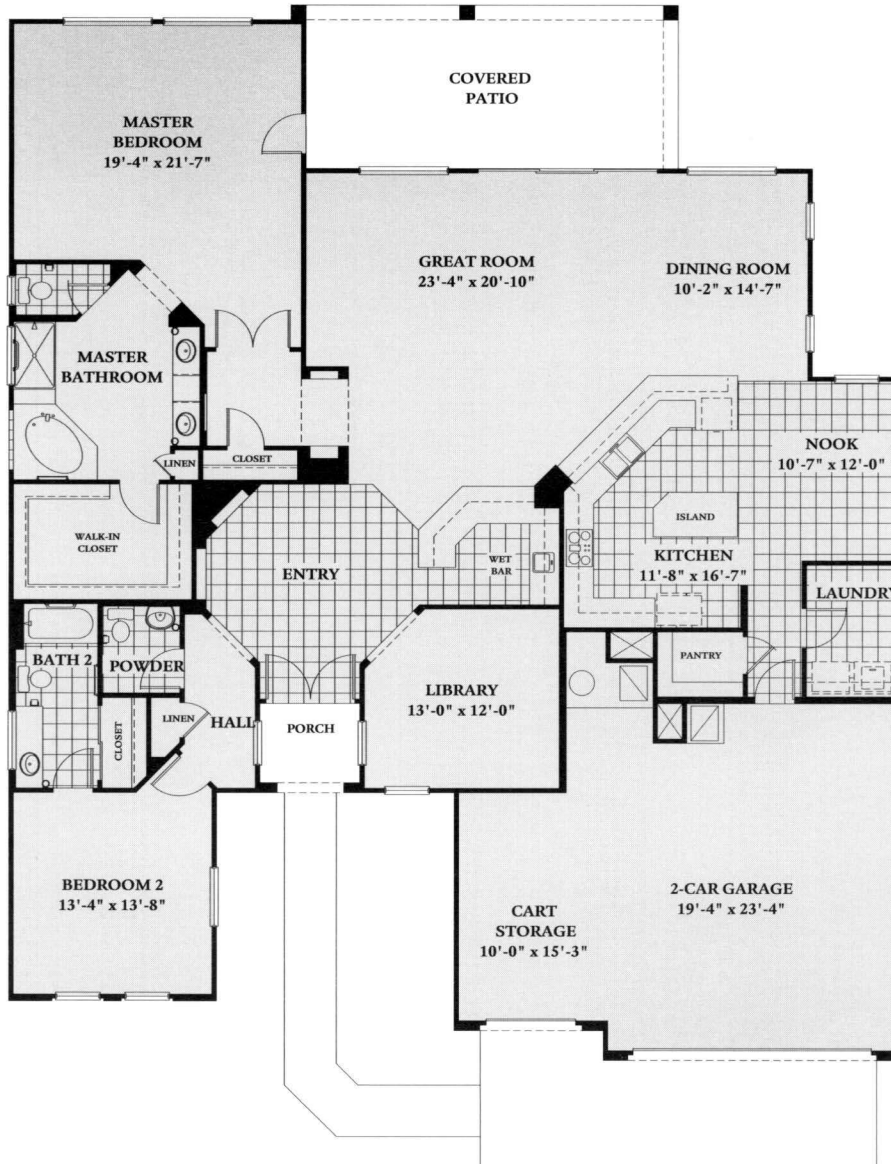 COVERED
PATIO
MASTER
BEDROOM
19'-4" x 21'-7"
GREAT ROOM
23'-4" x 20'-10"
DINING ROOM
10'-2" x 14'-7"
MASTER
BATHROOM
LINEN
CLOSET
NOOK
10'-7" x 12'-0"
ISLAND
WALK-IN
CLOSET
ENTRY
WET
BAR
KITCHEN
11'-8" x 16'-7"
LAUNDRY
BATH 2
POWDER
PANTRY
LIBRARY
13'-0" x 12'-0"
LINEN
HALL
CLOSET
PORCH
BEDROOM 2
13'-4" x 13'-8"
2-CAR GARAGE
19'-4" x 23'-4"
CART
STORAGE
10'-0" x 15'-3"